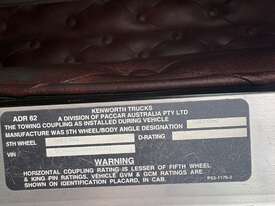 KENWORTH TRUCKS
ADR 62
A DIVISION OF PACCAR AUSTRALIA PTY LTD
THE TOWING COUPLING AS INSTALLED DURING VEHICLE
MANUFACTURE WAS 5TH WHEEL/BODY ANGLE DESIGNATION
5TH WHEEL D-RATING
VIN
WARNING
HORIZONTAL COUPLING RATING IS LESSER OF FIFTH WHEEL
& KING-PIN RATINGS. VEHICLE GVM & GCM RATINGS ARE
SHOWN ON IDENTIFICATION PLACARD, IN CAB.